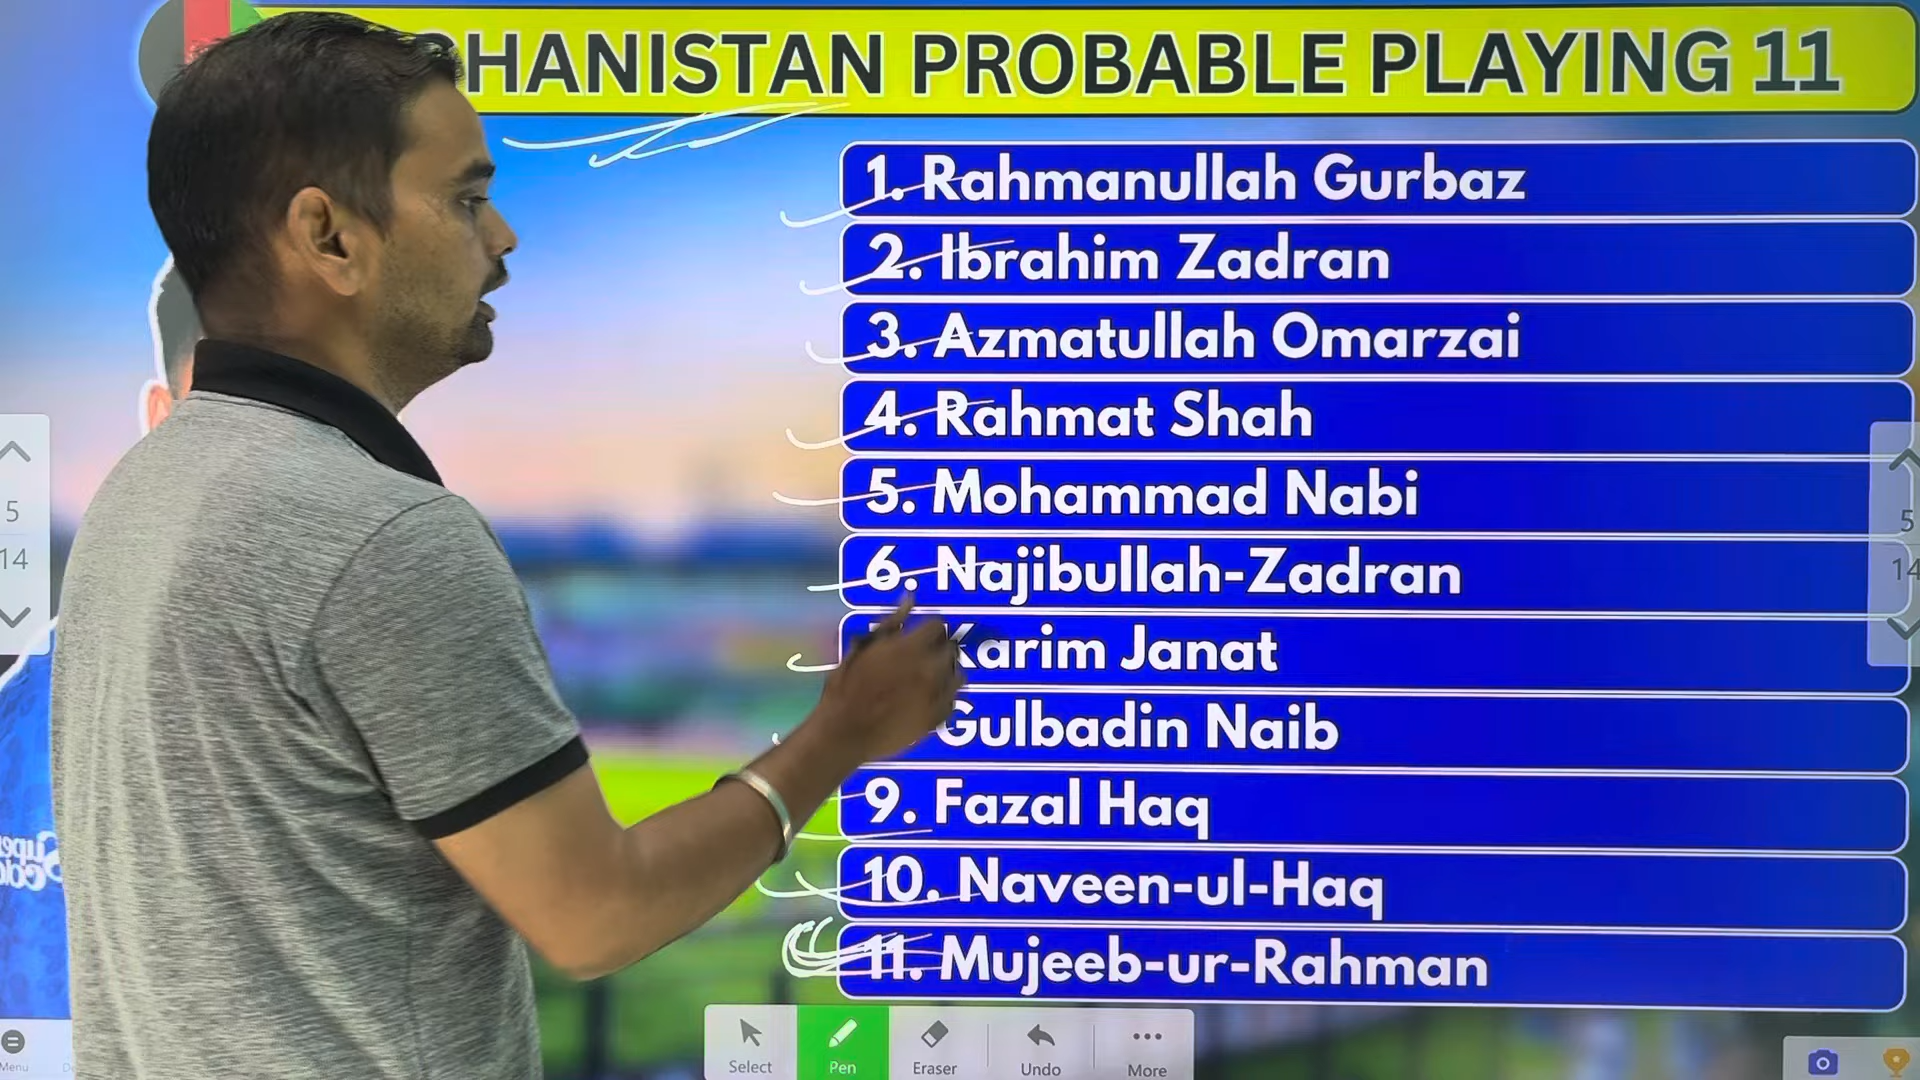 HANISTAN PROBABLE PLAYING 11
1. Rahmanullah Gurbaz
2. Ibrahim Zadran
3. Azmatullah Omarzai
4. Rahmat Shah
5. Mohammad Nabi
6. Najibullah-Zadran
Karim Janat
Gulbadin Naib
9. Fazal Haq
10. Naveen-ul-Haq
11. Mujeeb-ur-Rahman
5
14
5
14
Menu
Select
Pen
Eraser
Undo
More